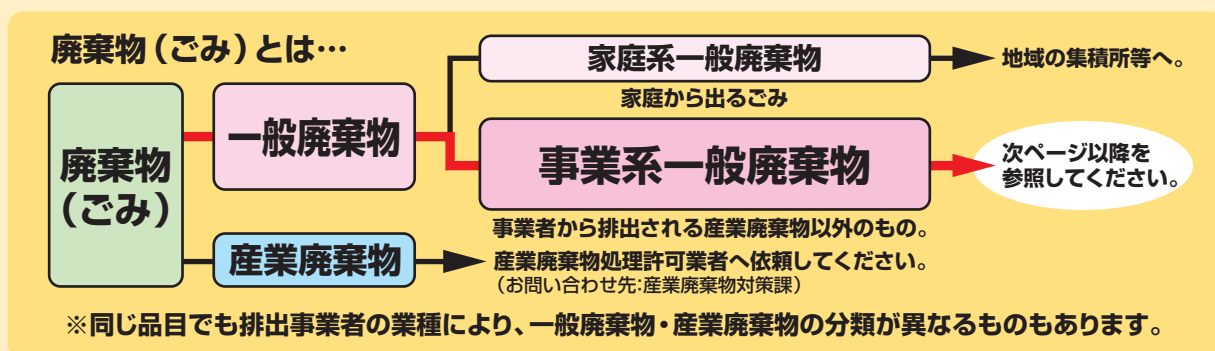 廃棄物（ごみ）とは…
廃棄物
（ごみ）
一般廃棄物
家庭系一般廃棄物
地域の集積所等へ。
家庭から出るごみ
事業系一般廃棄物
次ページ以降を
参照してください。
事業者から排出される産業廃棄物以外のもの。
産業廃棄物
産業廃棄物処理許可業者へ依頼してください。
（お問い合わせ先:産業廃棄物対策課）
※同じ品目でも排出事業者の業種により、一般廃棄物・産業廃棄物の分類が異なるものもあります。